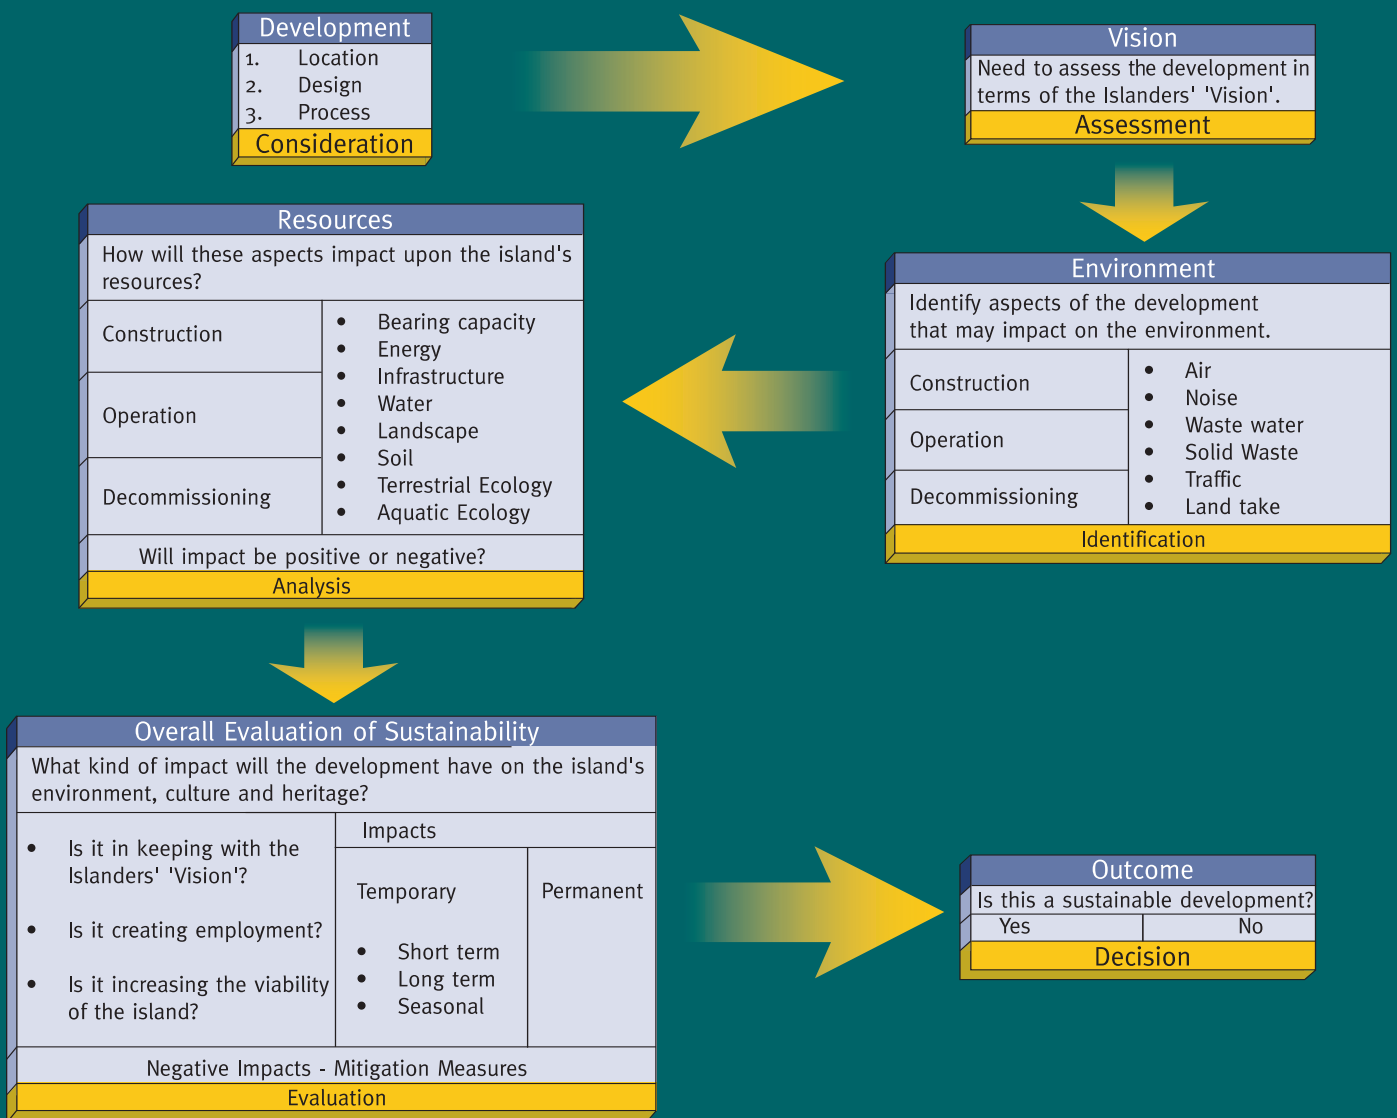 Development
1. Location
2. Design
3. Process
Consideration
Vision
Need to assess the development in
terms of the Islanders' 'Vision'.
Assessment
Environment
Identify aspects of the development
that may impact on the environment.
Construction
Operation
Decommissioning
• Air
• Noise
• Waste water
• Solid Waste
• Traffic
• Land take
Identification
Resources
How will these aspects impact upon the island's
resources?
Construction
Operation
Decommissioning
• Bearing capacity
• Energy
• Infrastructure
• Water
• Landscape
• Soil
• Terrestrial Ecology
• Aquatic Ecology
Will impact be positive or negative?
Analysis
Overall Evaluation of Sustainability
What kind of impact will the development have on the island's
environment, culture and heritage?
• Is it in keeping with the
Islanders' 'Vision'?
• Is it creating employment?
• Is it increasing the viability
of the island?
Impacts
Temporary
• Short term
• Long term
• Seasonal
Permanent
Negative Impacts - Mitigation Measures
Evaluation
Outcome
Is this a sustainable development?
Yes No
Decision